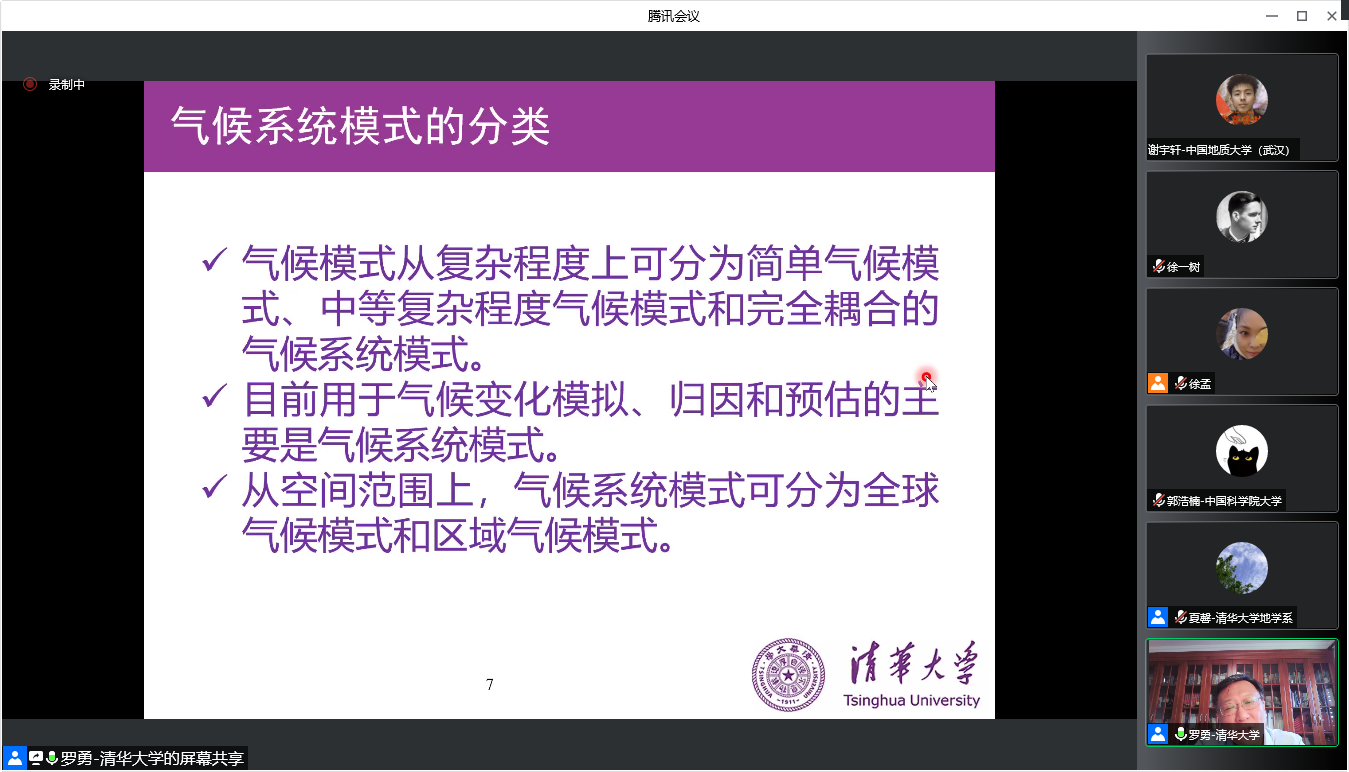 腾讯会议
录制中
气候系统模式的分类
✓ 气候模式从复杂程度上可分为简单气候模
式、中等复杂程度气候模式和完全耦合的
气候系统模式。
✓ 目前用于气候变化模拟、归因和预估的主
要是气候系统模式。
✓ 从空间范围上，气候系统模式可分为全球
气候模式和区域气候模式。
7
清華大学
Tsinghua University
罗勇-清华大学的屏幕共享
谢宇轩-中国地质大学（武汉）
徐一树
徐孟
郭浩楠-中国科学院大学
夏馨-清华大学地学系
罗勇-清华大学